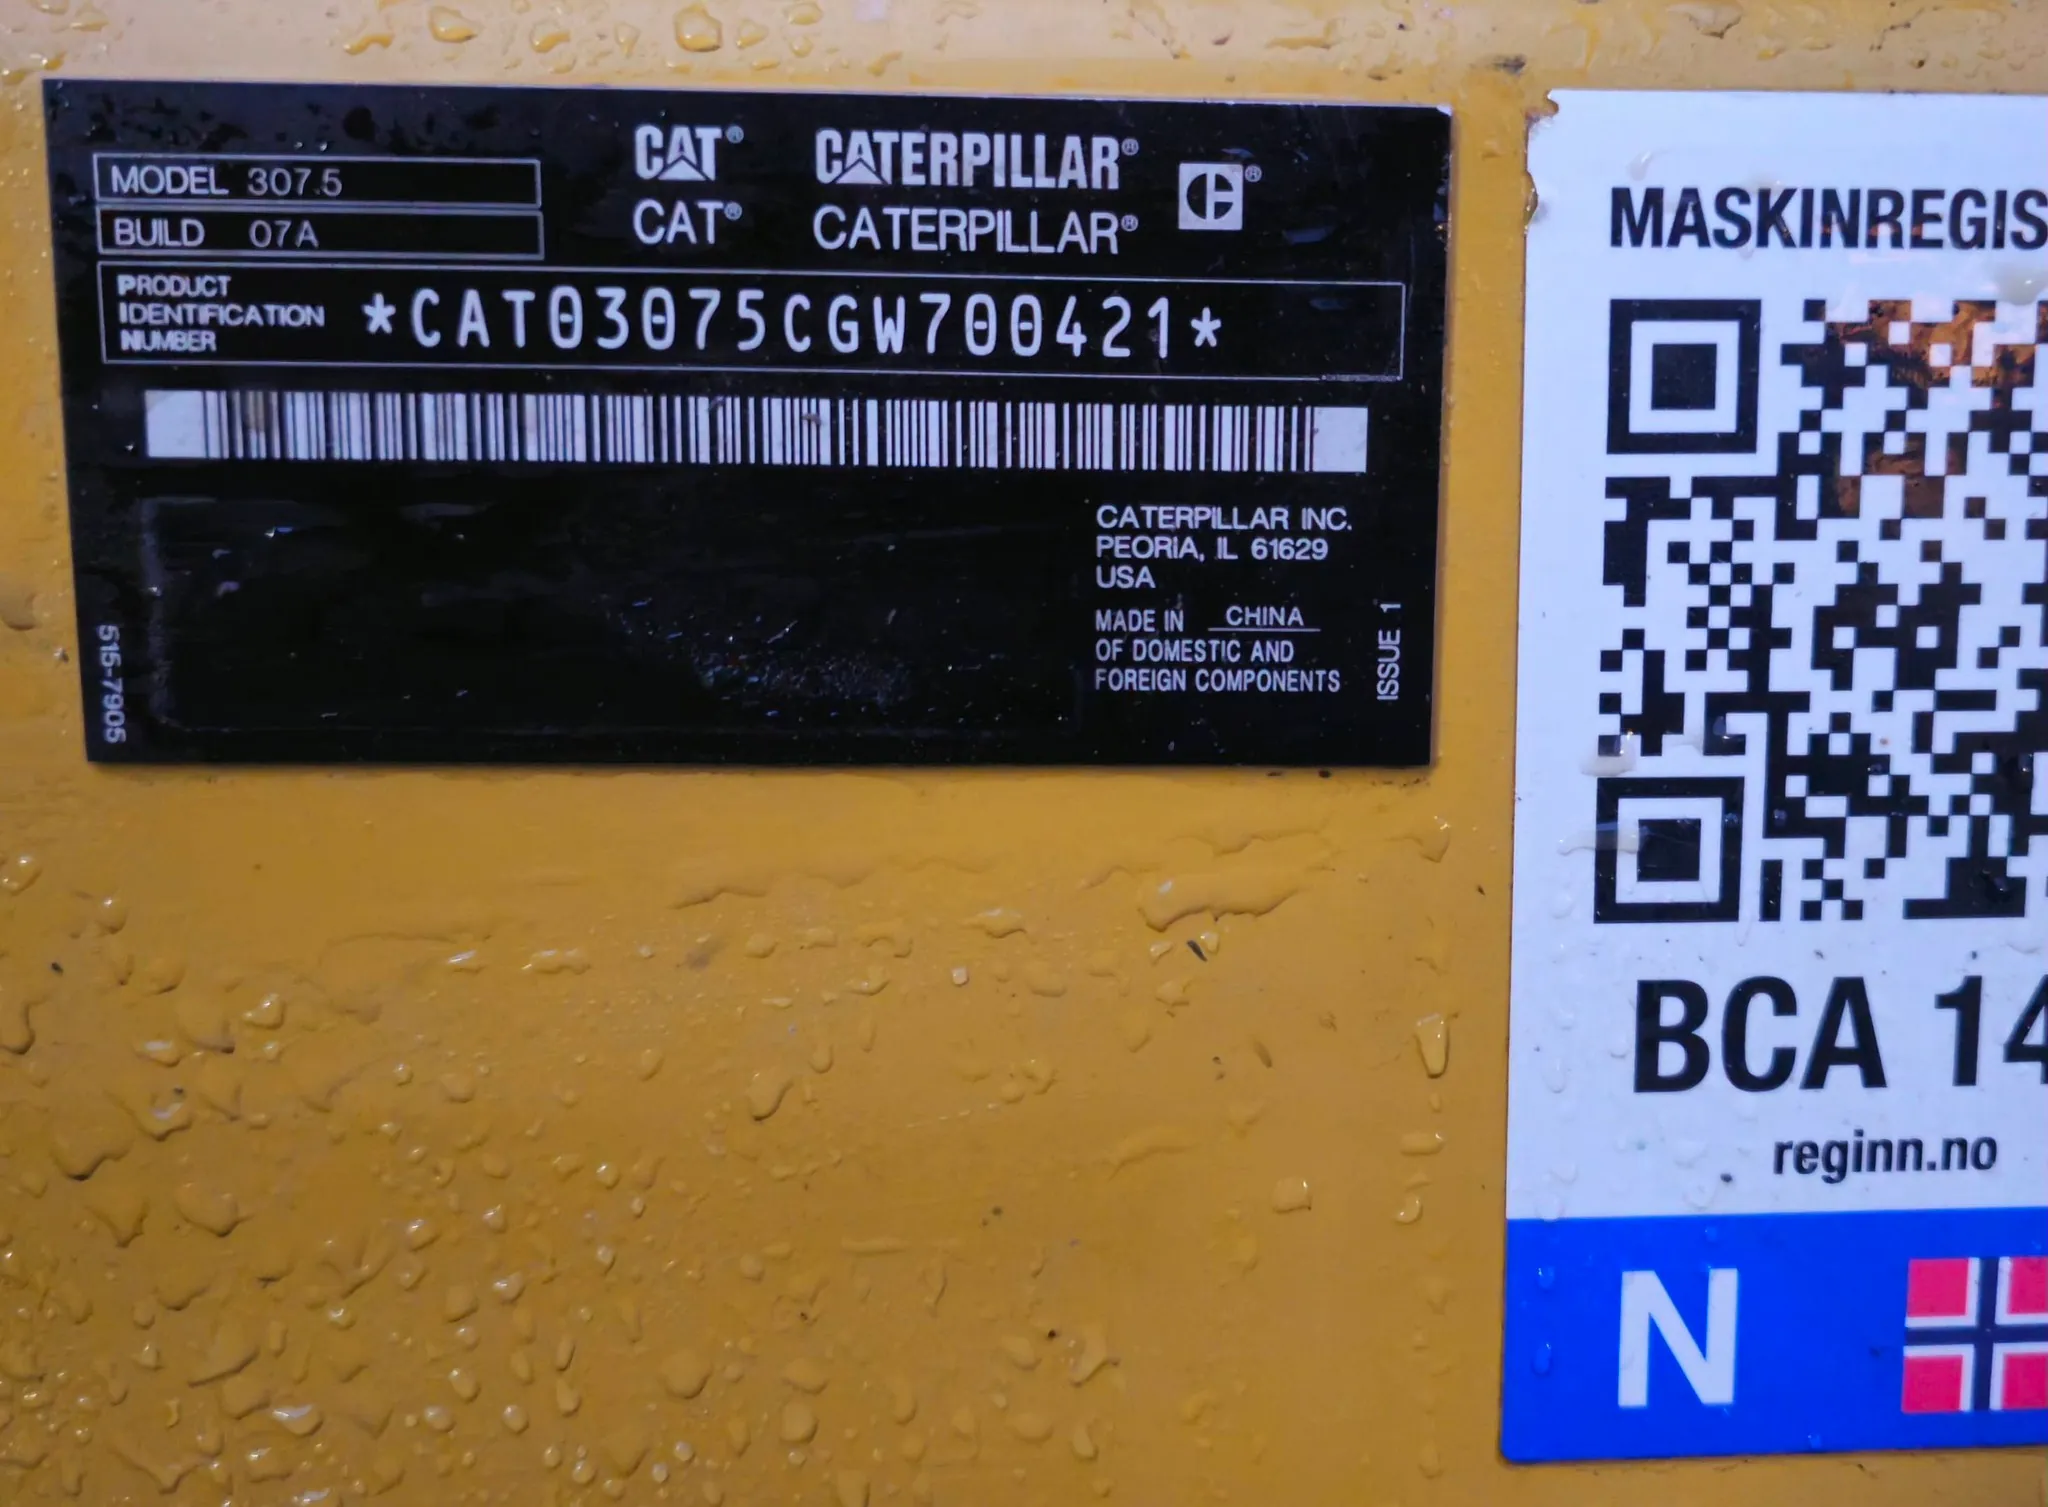 CAT® CATERPILLAR®
CAT® CATERPILLAR® ®
MODEL 307.5
BUILD 07A
PRODUCT
IDENTIFICATION
NUMBER
*CAT03075CGW700421*
CATERPILLAR INC.
PEORIA, IL 61629
USA
MADE IN CHINA
OF DOMESTIC AND
FOREIGN COMPONENTS
ISSUE 1
515-7905
MASKINREGIS
BCA 14
reginn.no
N